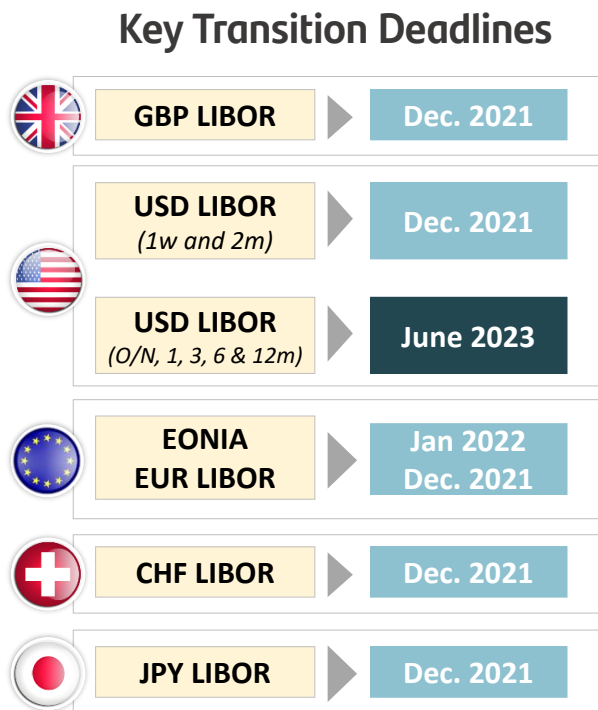 Key Transition Deadlines
GBP LIBOR
Dec. 2021
USD LIBOR
(1w and 2m)
Dec. 2021
USD LIBOR
(O/N, 1, 3, 6 & 12m)
June 2023
EONIA
EUR LIBOR
Jan 2022
Dec. 2021
CHF LIBOR
Dec. 2021
JPY LIBOR
Dec. 2021